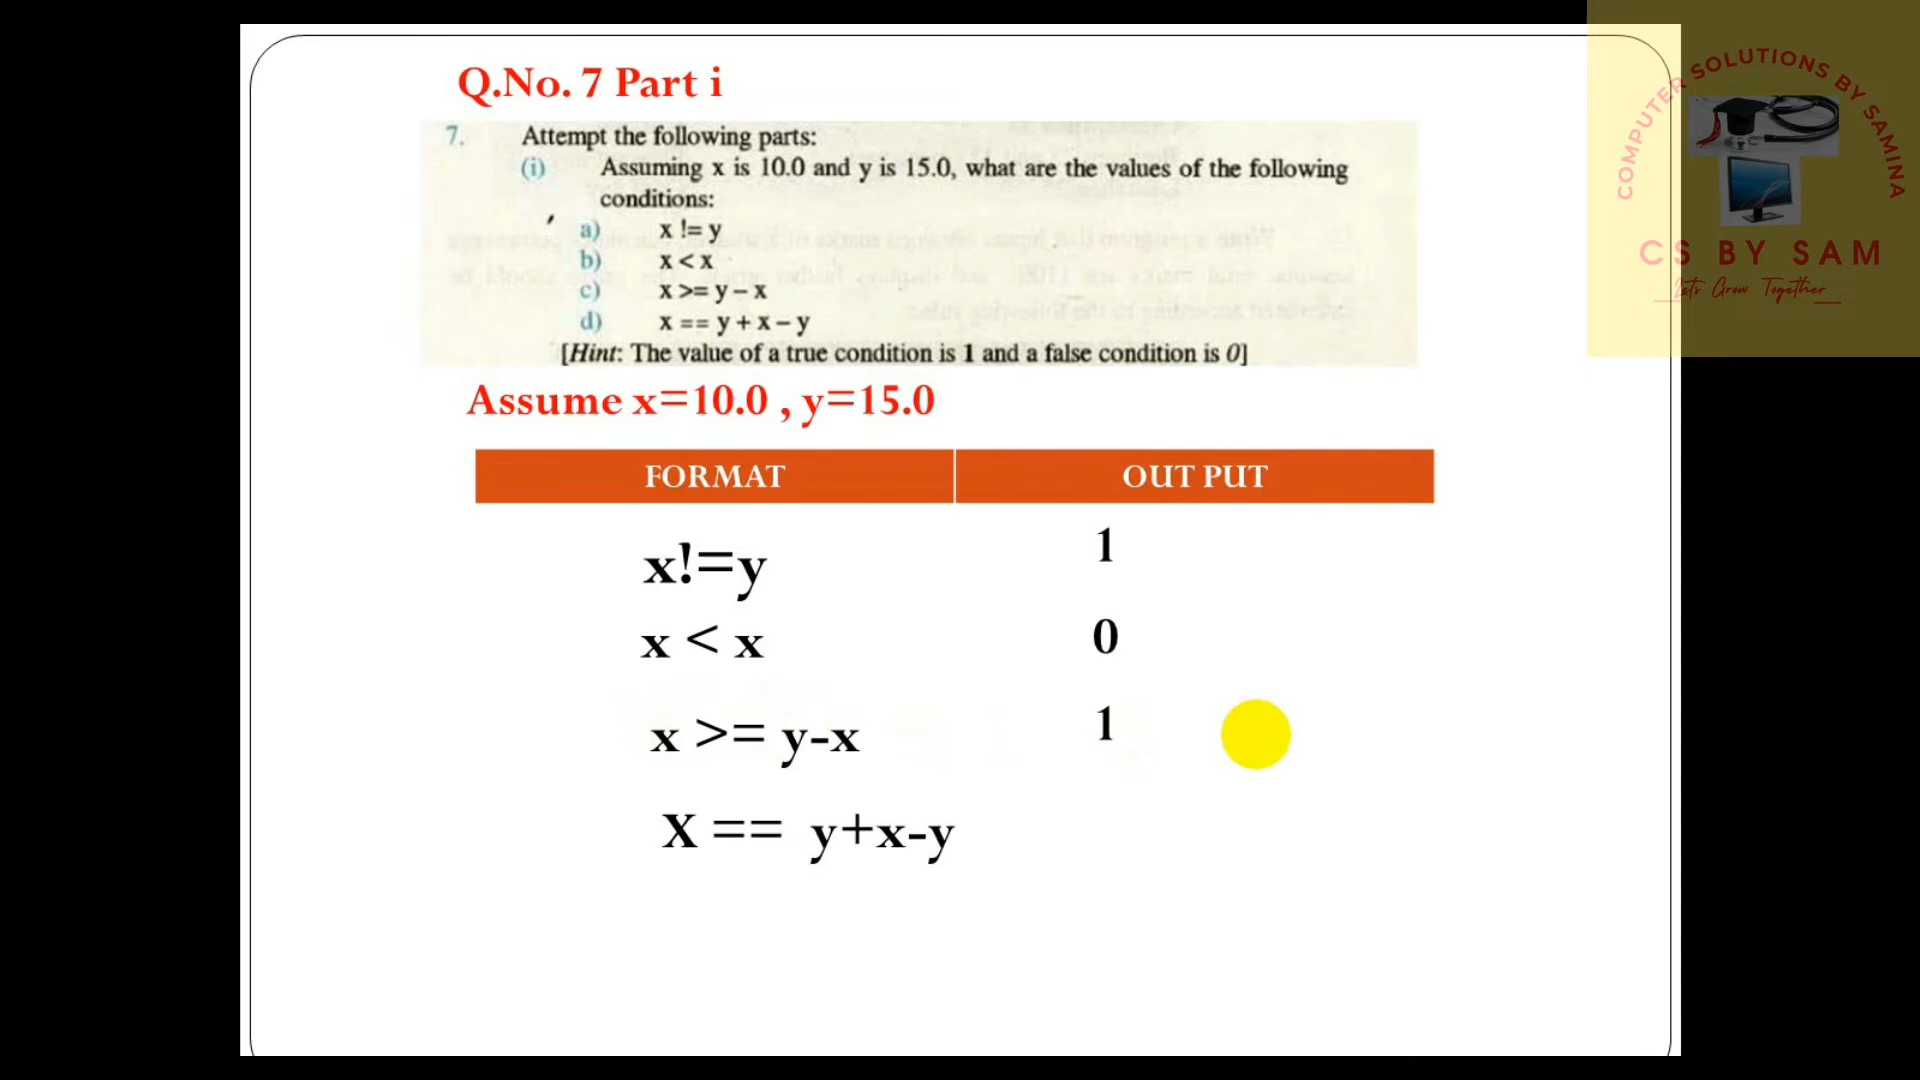 Q.No. 7 Part i
7. Attempt the following parts:
(i) Assuming x is 10.0 and y is 15.0, what are the values of the following
conditions:
a) x != y
b) x < x
c) x >= y – x
d) x == y + x – y
[Hint: The value of a true condition is 1 and a false condition is 0]
Assume x=10.0 , y=15.0
FORMAT OUT PUT
x!=y 1
x < x 0
x >= y-x 1
X == y+x-y
COMPUTER SOLUTIONS BY SAMINA
CS BY SAM
Let's Grow Together